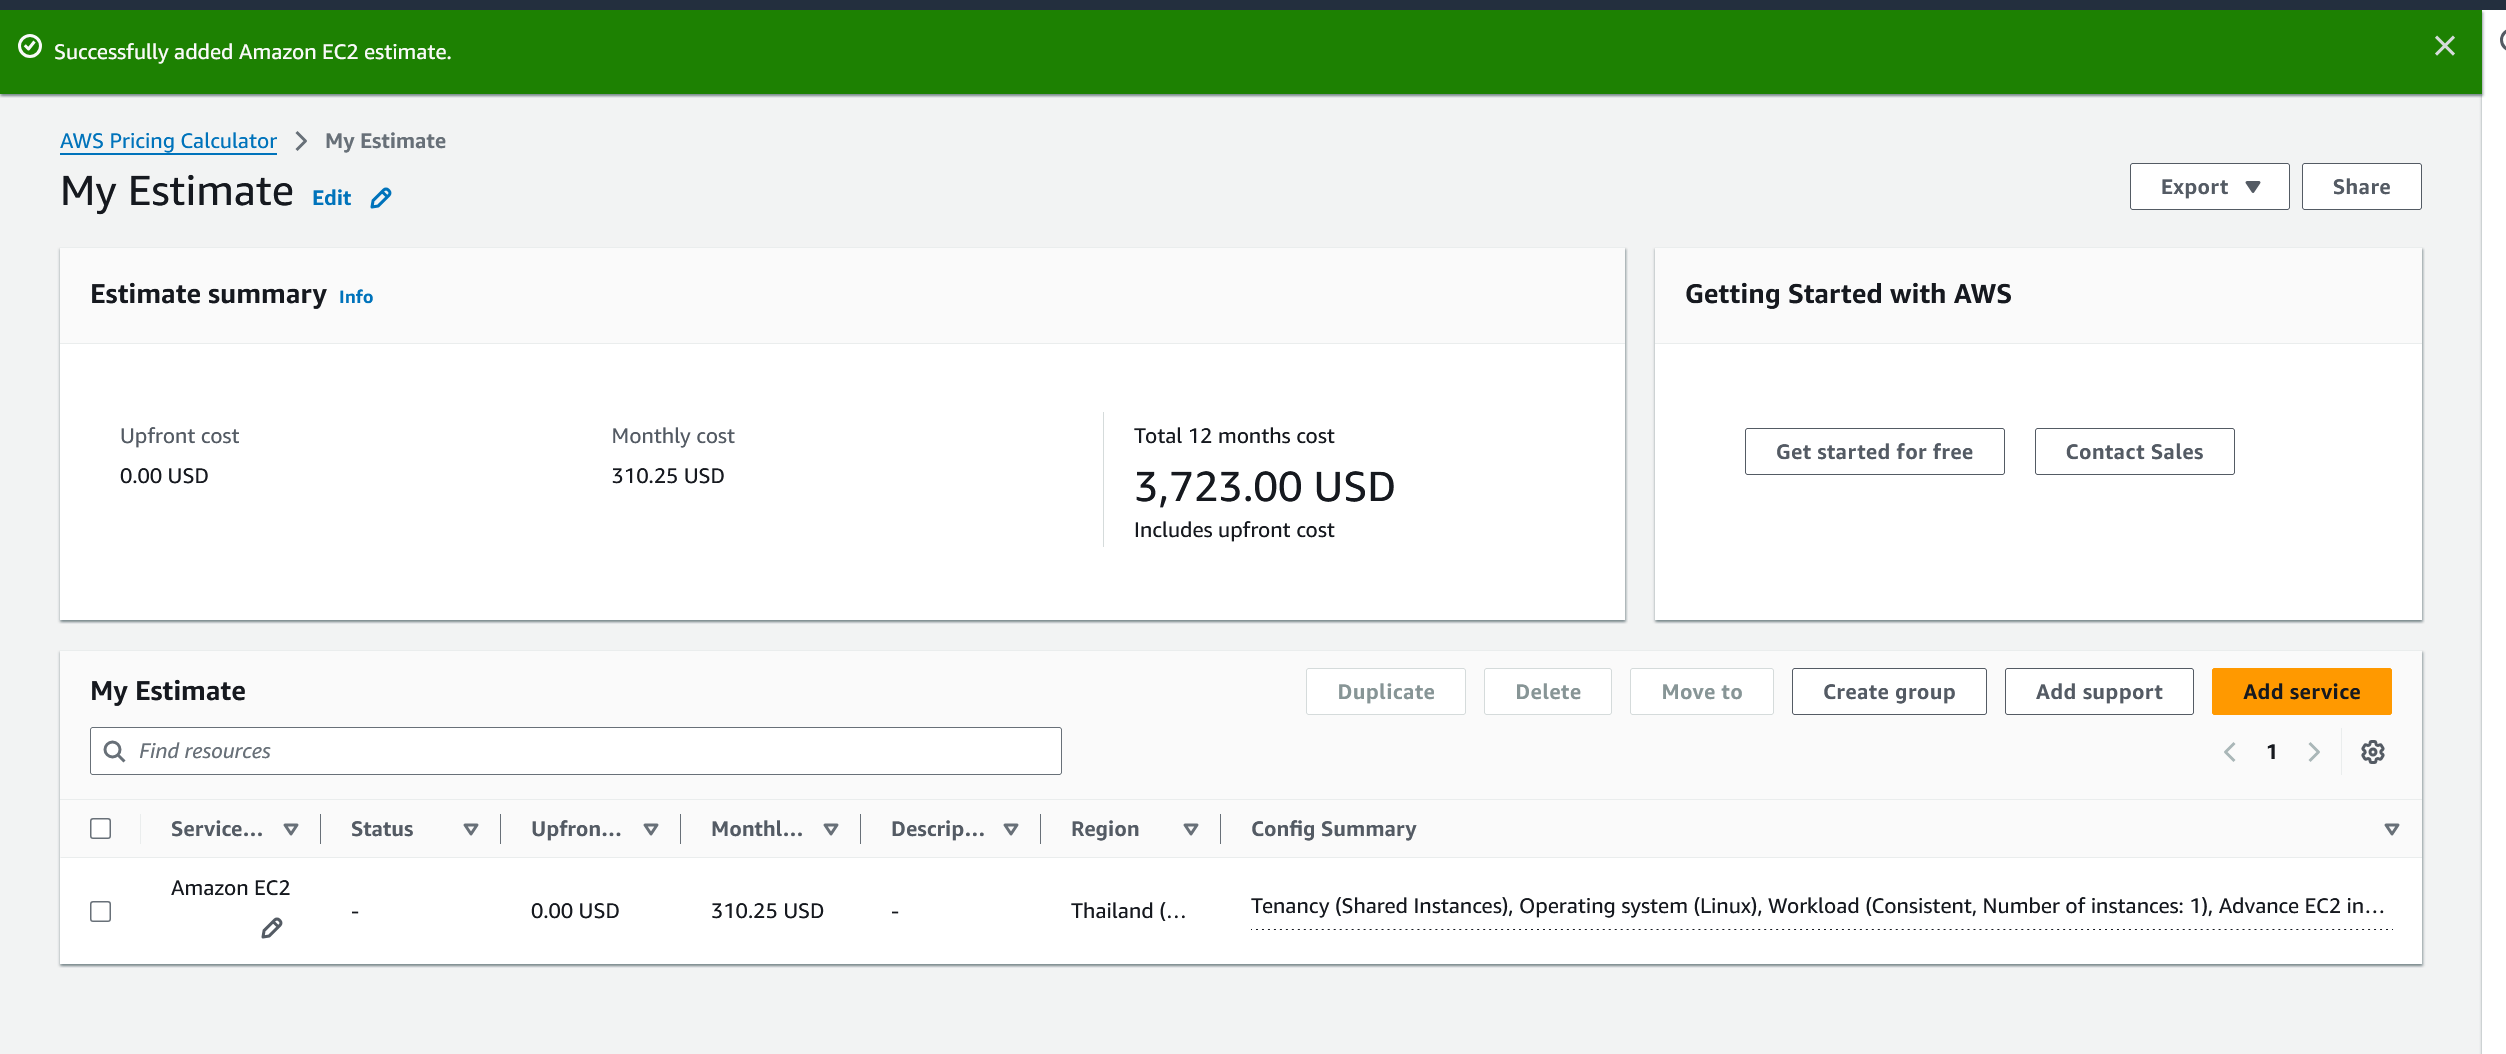 Successfully added Amazon EC2 estimate.
AWS Pricing Calculator > My Estimate
My Estimate Edit
Export Share
Estimate summary Info
Getting Started with AWS
Upfront cost
0.00 USD
Monthly cost
310.25 USD
Total 12 months cost
3,723.00 USD
Includes upfront cost
Get started for free Contact Sales
My Estimate
Duplicate Delete Move to Create group Add support Add service
Find resources
1
Service... Status Upfron... Monthl... Descrip... Region Config Summary
Amazon EC2
- 0.00 USD 310.25 USD - Thailand (... Tenancy (Shared Instances), Operating system (Linux), Workload (Consistent, Number of instances: 1), Advance EC2 in...